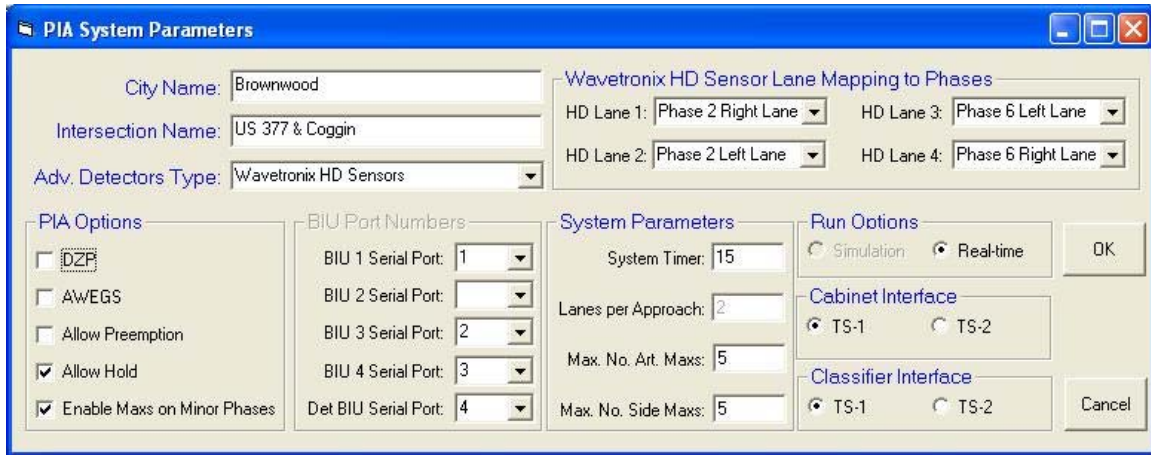 PIA System Parameters
City Name: Brownwood
Intersection Name: US 377 & Coggin
Adv. Detectors Type: Wavetronix HD Sensors
Wavetronix HD Sensor Lane Mapping to Phases
HD Lane 1: Phase 2 Right Lane
HD Lane 3: Phase 6 Left Lane
HD Lane 2: Phase 2 Left Lane
HD Lane 4: Phase 6 Right Lane
PIA Options
DZP
AWEGS
Allow Preemption
Allow Hold
Enable Maxs on Minor Phases
BIU Port Numbers
BIU 1 Serial Port: 1
BIU 2 Serial Port:
BIU 3 Serial Port: 2
BIU 4 Serial Port: 3
Det BIU Serial Port: 4
System Parameters
System Timer: 15
Lanes per Approach: 2
Max. No. Art. Maxs: 5
Max. No. Side Maxs: 5
Run Options
Simulation Real-time
Cabinet Interface
TS-1 TS-2
Classifier Interface
TS-1 TS-2
OK
Cancel